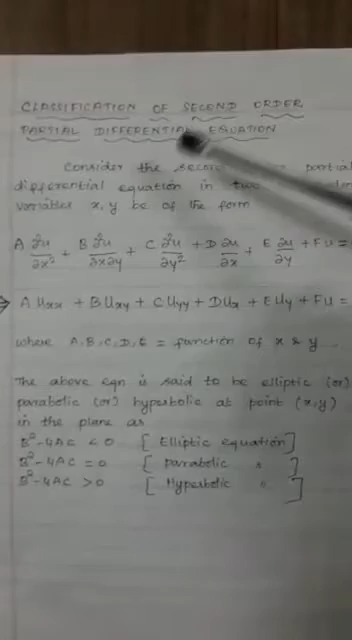 CLASSIFICATION OF SECOND ORDER
PARTIAL DIFFERENTIAL EQUATION
Consider the partial
differential equation in two
variables x, y be of the form
A ∂²u/∂x² + B ∂²u/∂x∂y + C ∂²u/∂y² + D ∂u/∂x + E ∂u/∂y + FU =
→ A Uxx + B Uxy + C Uyy + DUx + EUy + FU =
where A, B, C, D, E = function of x & y
The above eqn is said to be elliptic (or)
parabolic (or) hyperbolic at point (x, y)
in the plane as
B²-4AC < 0 [ Elliptic equation]
B²-4AC = 0 [ parabolic " ]
B²-4AC > 0 [ Hyperbolic " ]